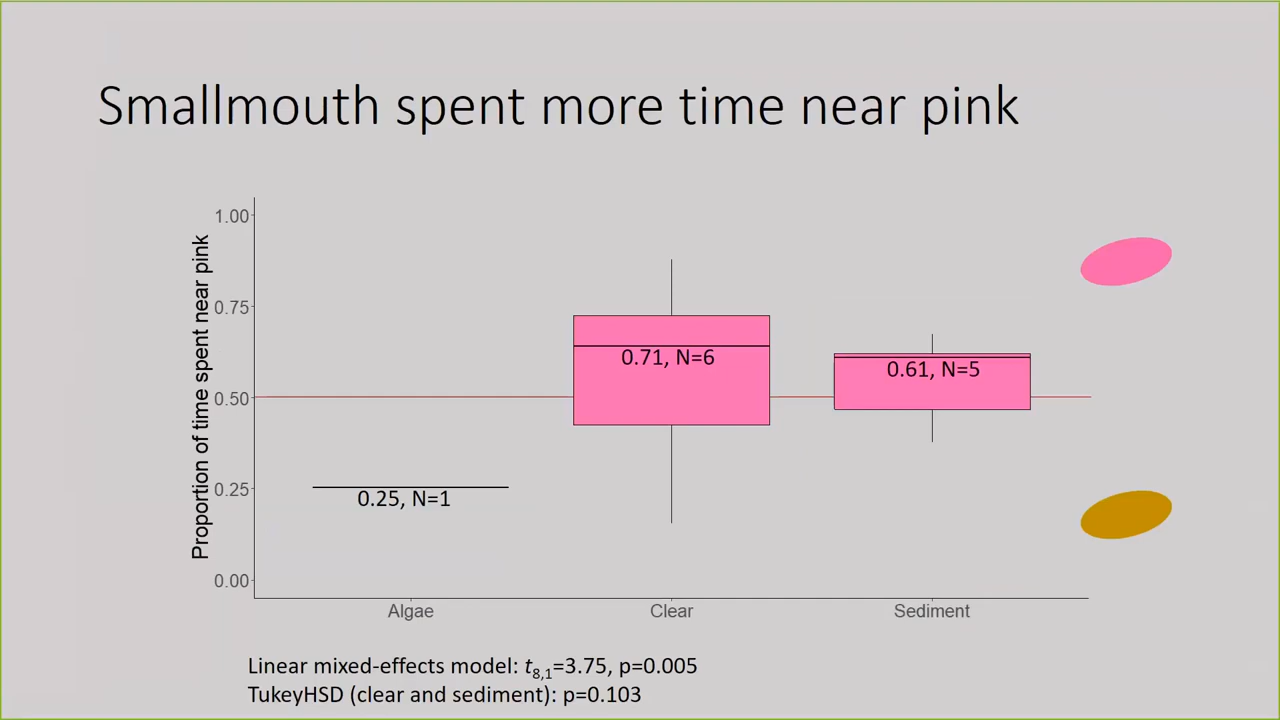 Smallmouth spent more time near pink
Proportion of time spent near pink
1.00
0.75
0.50
0.25
0.00
0.71, N=6
0.61, N=5
0.25, N=1
Algae
Clear
Sediment
Linear mixed-effects model: t8,1=3.75, p=0.005
TukeyHSD (clear and sediment): p=0.103